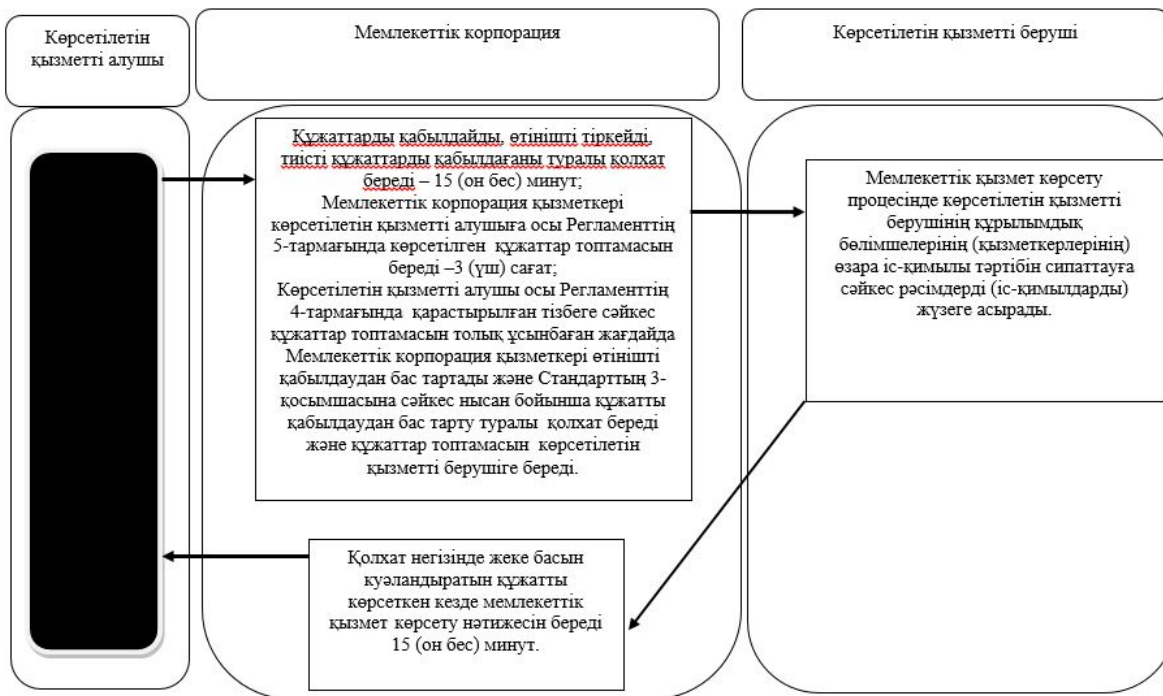 Көрсетілетін
қызметті алушы
Мемлекеттік корпорация
Көрсетілетін қызметті беруші
Құжаттарды қабылдайды, өтінішті тіркейді,
тиісті құжаттарды қабылдағаны туралы қолхат
береді – 15 (он бес) минут;
Мемлекеттік корпорация қызметкері
көрсетілетін қызметті алушыға осы Регламенттің
5-тармағында көрсетілген құжаттар топтамасын
береді –3 (үш) сағат;
Көрсетілетін қызметті алушы осы Регламенттің
4-тармағында қарастырылған тізбеге сәйкес
құжаттар топтамасын толық ұсынбаған жағдайда
Мемлекеттік корпорация қызметкері өтінішті
қабылдаудан бас тартады және Стандарттың 3-
қосымшасына сәйкес нысан бойынша құжатты
қабылдаудан бас тарту туралы қолхат береді
және құжаттар топтамасын көрсетілетін
қызметті берушіге береді.
Мемлекеттік қызмет көрсету
процесінде көрсетілетін қызметті
берушінің құрылымдық
бөлімшелерінің (қызметкерлерінің)
өзара іс-қимылы тәртібін сипаттауға
сәйкес рәсімдерді (іс-қимылдарды)
жүзеге асырады.
Қолхат негізінде жеке басын
куәландыратын құжатты
көрсеткен кезде мемлекеттік
қызмет көрсету нәтижесін береді
15 (он бес) минут.